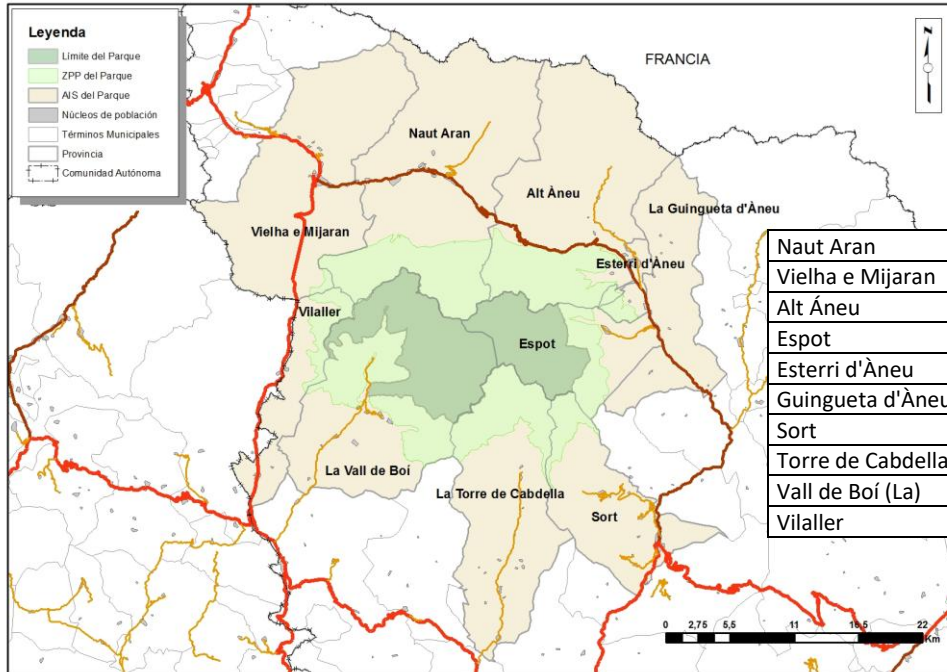 Leyenda
Límite del Parque
ZPP del Parque
AIS del Parque
Núcleos de población
Términos Municipales
Provincia
Comunidad Autónoma
FRANCIA
N
Naut Aran
Alt Àneu
La Guingueta d'Àneu
Vielha e Mijaran
Esterri d'Àneu
Vilaller
Espot
La Vall de Boí
La Torre de Cabdella
Sort
Naut Aran
Vielha e Mijaran
Alt Áneu
Espot
Esterri d'Àneu
Guingueta d'Àneu
Sort
Torre de Cabdella
Vall de Boí (La)
Vilaller
0 2,75 5,5 11 16,5 22
Km